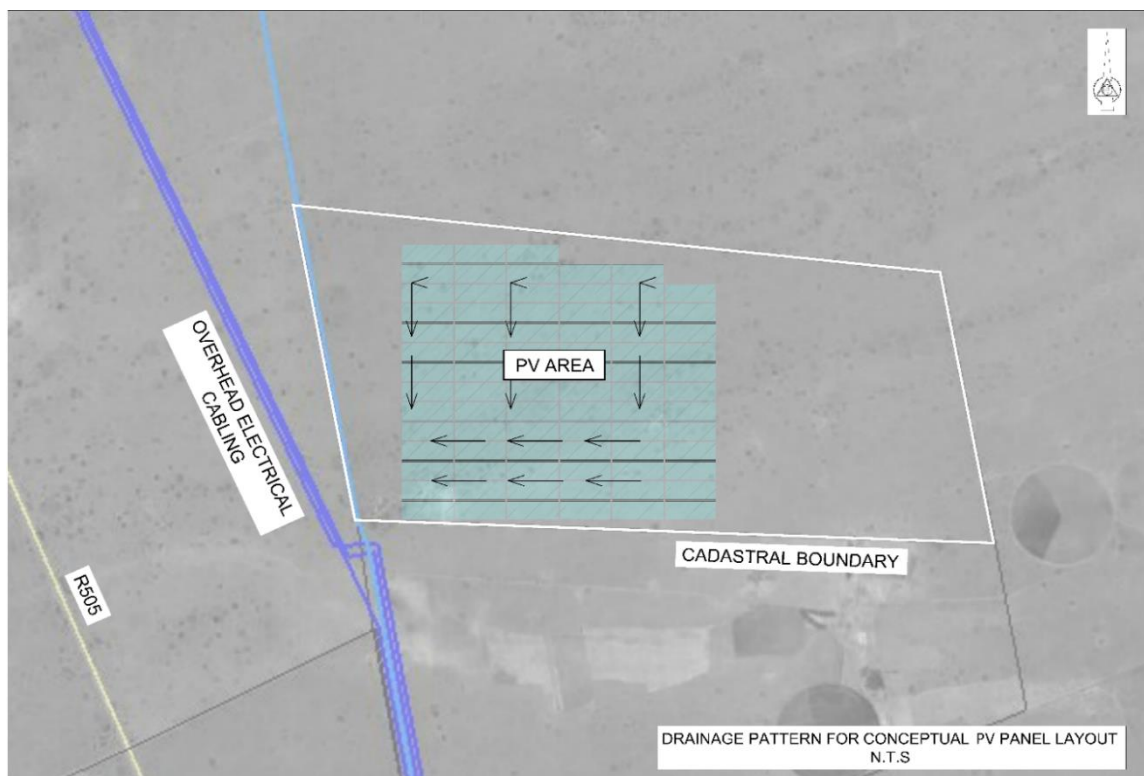 PV AREA
OVERHEAD ELECTRICAL
CABLING
R505
CADASTRAL BOUNDARY
DRAINAGE PATTERN FOR CONCEPTUAL PV PANEL LAYOUT
N.T.S